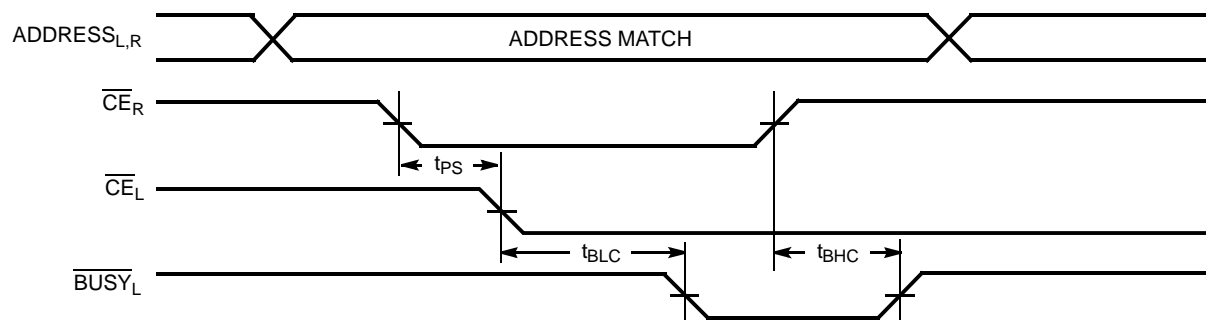 ADDRESSL,R
ADDRESS MATCH
CER
tPS
CEL
tBLC
tBHC
BUSYL